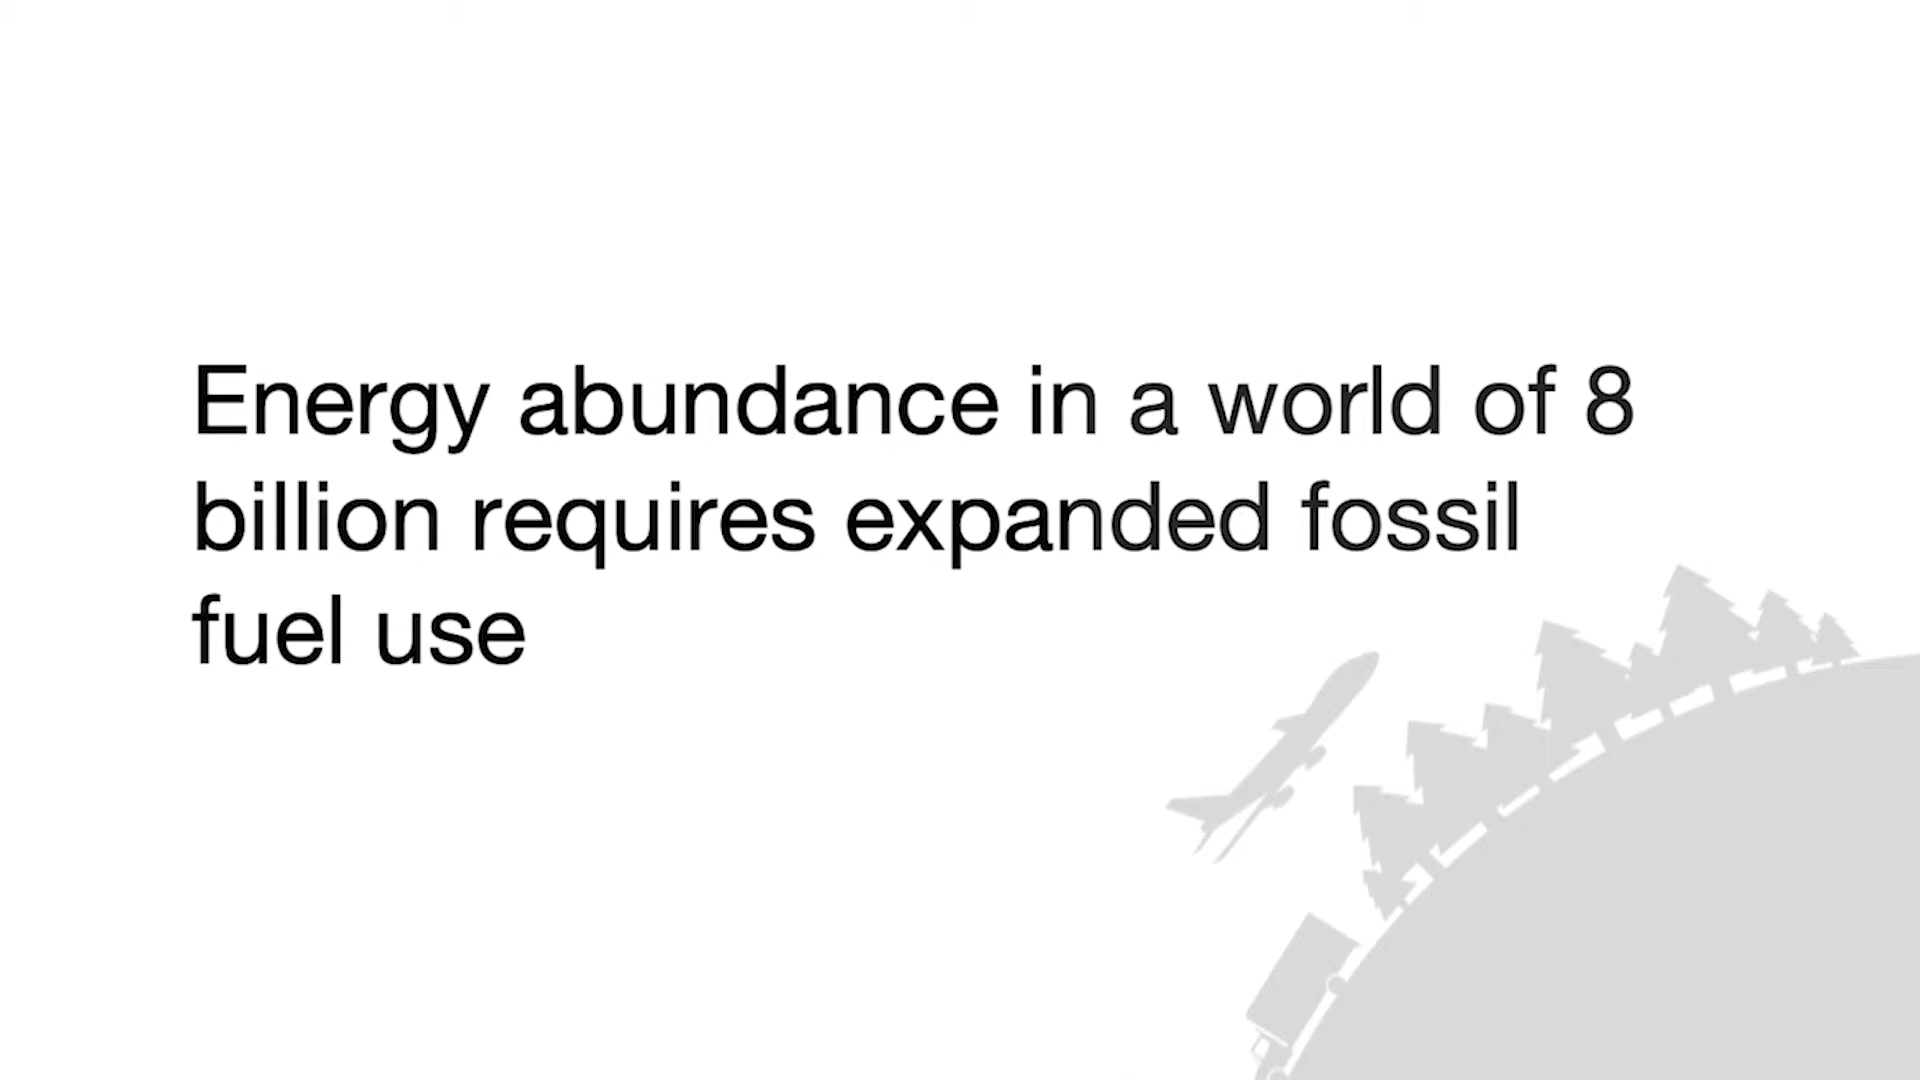 Energy abundance in a world of 8
billion requires expanded fossil
fuel use